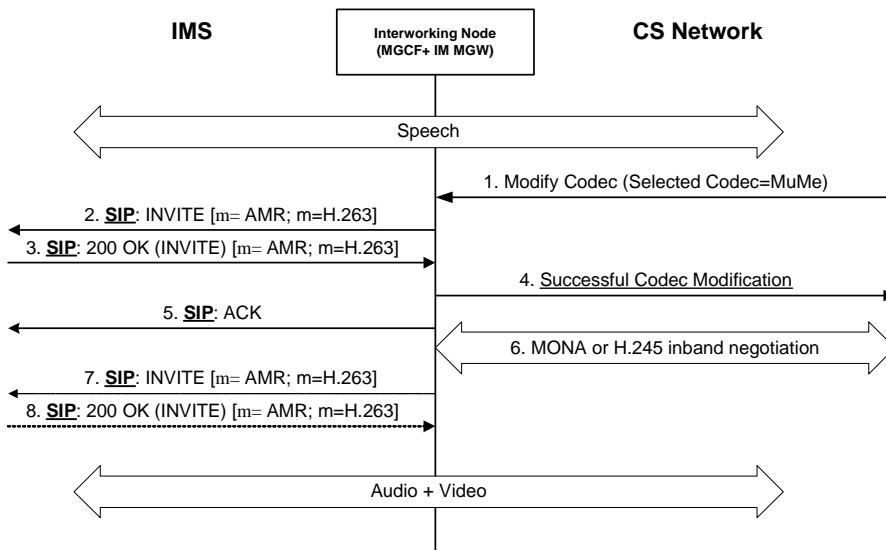 IMS
Interworking Node
(MGCF+ IM MGW)
CS Network
Speech
1. Modify Codec (Selected Codec=MuMe)
2. SIP: INVITE [m= AMR; m=H.263]
3. SIP: 200 OK (INVITE) [m= AMR; m=H.263]
4. Successful Codec Modification
5. SIP: ACK
6. MONA or H.245 inband negotiation
7. SIP: INVITE [m= AMR; m=H.263]
8. SIP: 200 OK (INVITE) [m= AMR; m=H.263]
Audio + Video